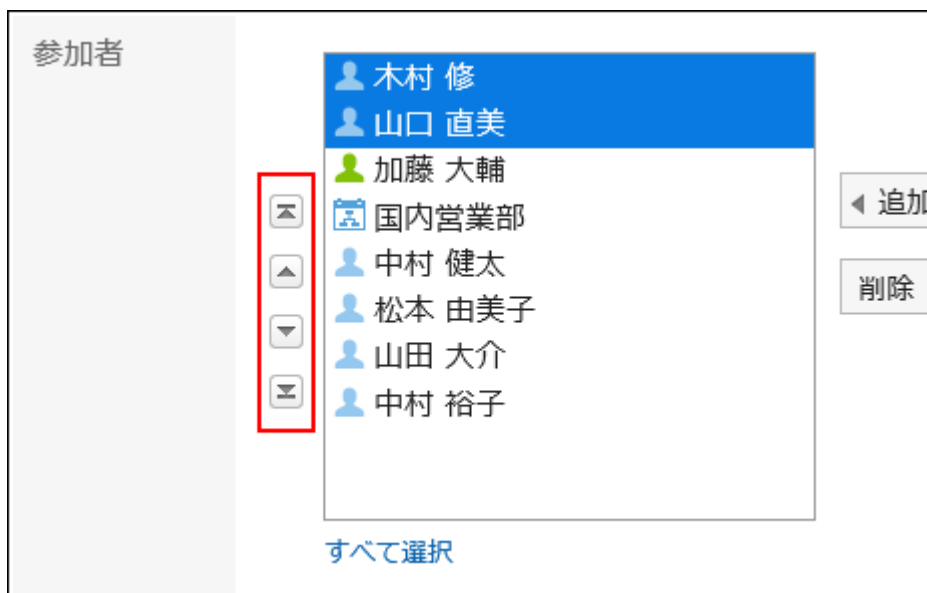 参加者
木村 修
山口 直美
加藤 大輔
国内営業部
中村 健太
松本 由美子
山田 大介
中村 裕子
追加
削除
すべて選択